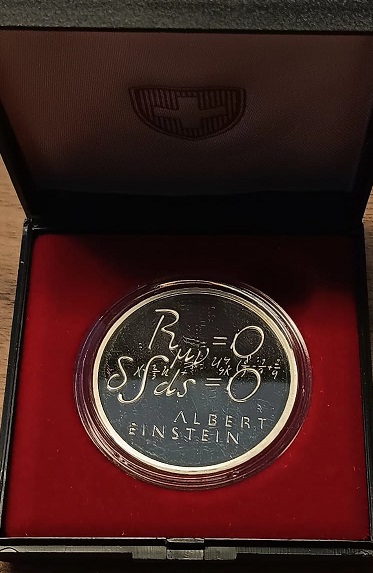 Rμν = 0
δ∫ds = 0
ALBERT
EINSTEIN